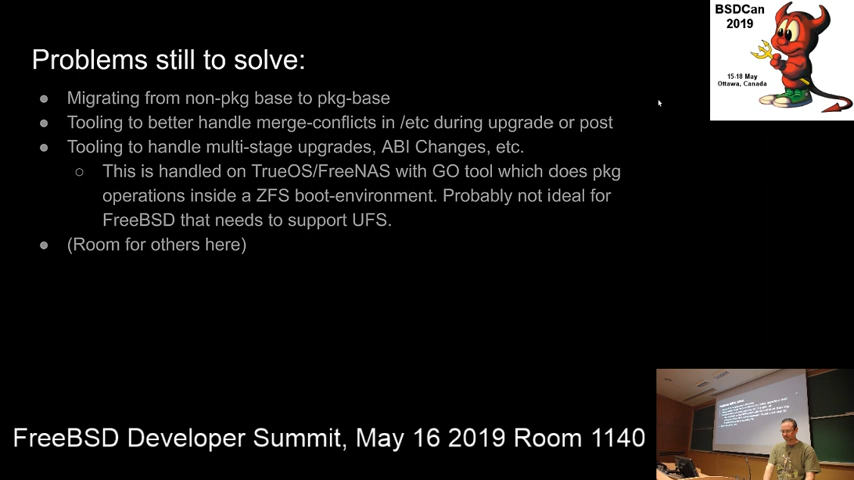 BSDCan
2019
15-18 May
Ottawa, Canada
Problems still to solve:
● Migrating from non-pkg base to pkg-base
● Tooling to better handle merge-conflicts in /etc during upgrade or post
● Tooling to handle multi-stage upgrades, ABI Changes, etc.
○ This is handled on TrueOS/FreeNAS with GO tool which does pkg
operations inside a ZFS boot-environment. Probably not ideal for
FreeBSD that needs to support UFS.
● (Room for others here)
FreeBSD Developer Summit, May 16 2019 Room 1140